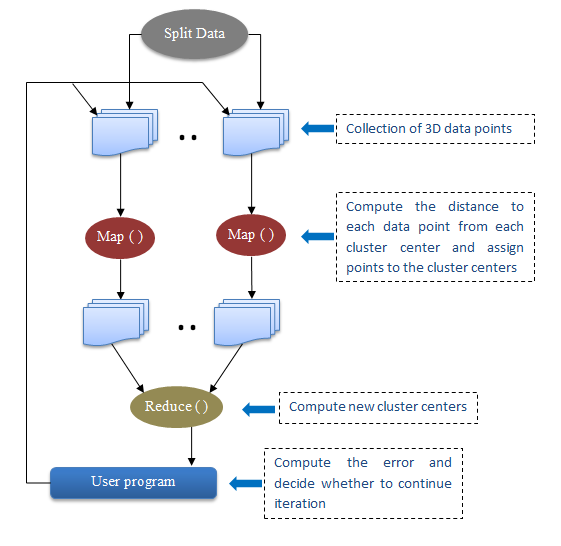 Split Data
Collection of 3D data points
Map ( )
Map ( )
Compute the distance to
each data point from each
cluster center and assign
points to the cluster centers
Reduce ( )
Compute new cluster centers
User program
Compute the error and
decide whether to continue
iteration